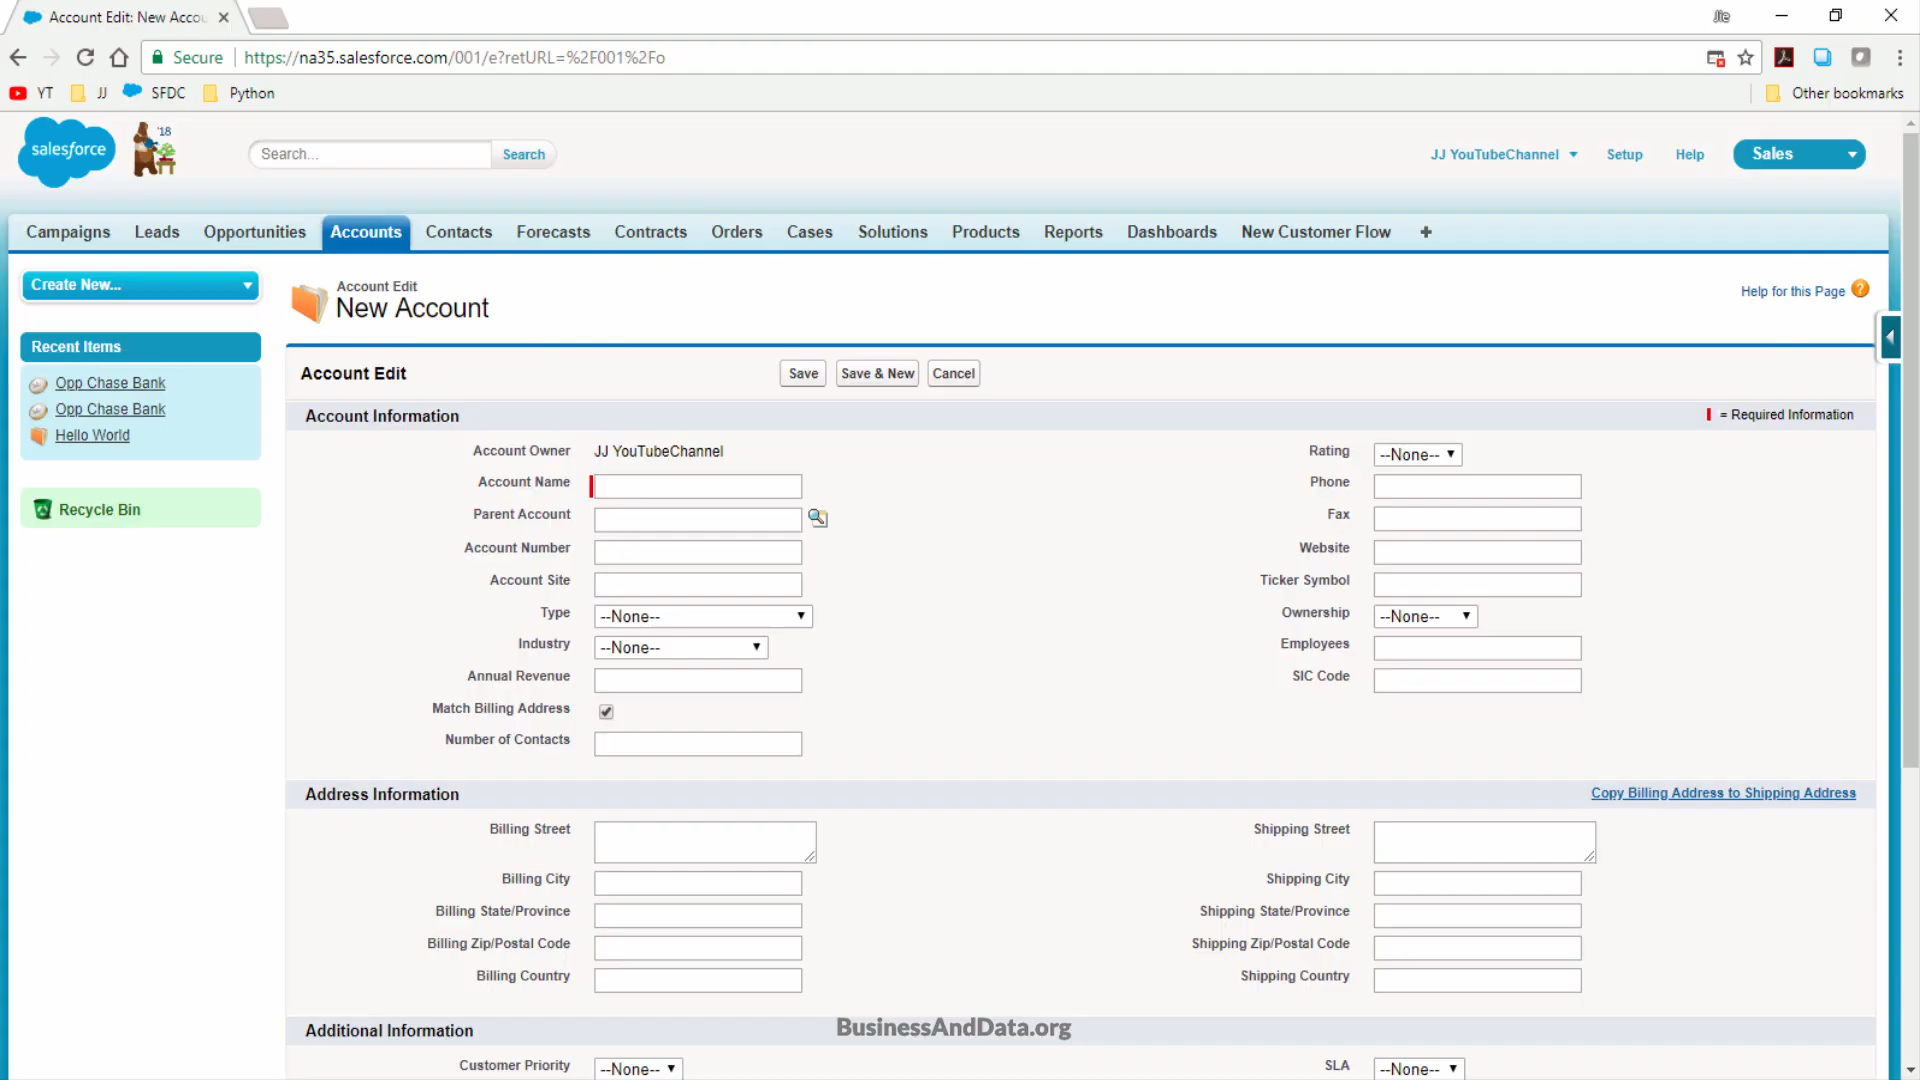 Account Edit: New Accou
Jie
Secure https://na35.salesforce.com/001/e?retURL=%2F001%2Fo
YT JJ SFDC Python Other bookmarks
salesforce '18 Search... Search JJ YouTubeChannel Setup Help Sales
Campaigns Leads Opportunities Accounts Contacts Forecasts Contracts Orders Cases Solutions Products Reports Dashboards New Customer Flow +
Create New...
Recent Items
Opp Chase Bank
Opp Chase Bank
Hello World
Recycle Bin
Account Edit
New Account
Help for this Page ?
Account Edit Save Save & New Cancel
Account Information = Required Information
Account Owner JJ YouTubeChannel Rating --None--
Account Name Phone
Parent Account Fax
Account Number Website
Account Site Ticker Symbol
Type --None-- Ownership --None--
Industry --None-- Employees
Annual Revenue SIC Code
Match Billing Address
Number of Contacts
Address Information Copy Billing Address to Shipping Address
Billing Street Shipping Street
Billing City Shipping City
Billing State/Province Shipping State/Province
Billing Zip/Postal Code Shipping Zip/Postal Code
Billing Country Shipping Country
Additional Information
BusinessAndData.org
Customer Priority --None-- SLA --None--